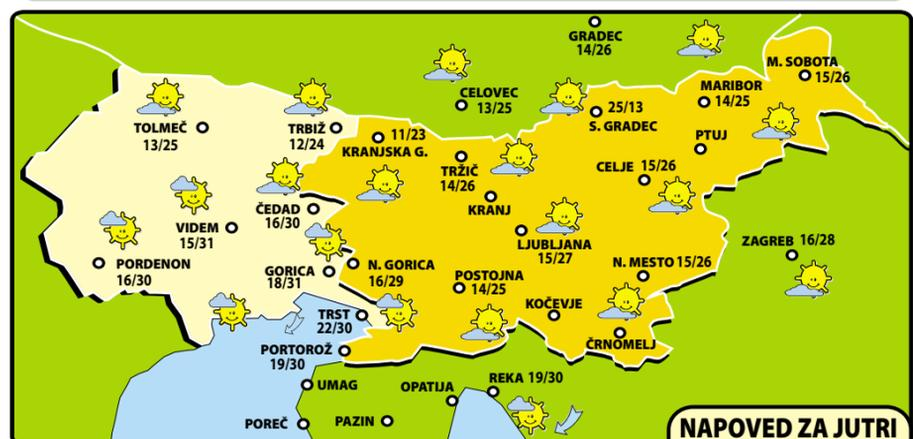 GRADEC
14/26
M. SOBOTA
15/26
MARIBOR
14/25
CELOVEC
13/25
25/13
S. GRADEC
TOLMEČ
13/25
TRBIŽ
12/24
11/23
KRANJSKA G.
PTUJ
TRŽIČ
14/26
CELJE 15/26
KRANJ
ČEDAD
16/30
VIDEM
15/31
LJUBLJANA
15/27
ZAGREB 16/28
PORDENON
16/30
GORICA
18/31
N. GORICA
16/29
POSTOJNA
14/25
N. MESTO 15/26
KOČEVJE
TRST
22/30
ČRNOMELJ
PORTOROŽ
19/30
UMAG
OPATIJA
REKA 19/30
POREČ
PAZIN
NAPOVED ZA JUTRI